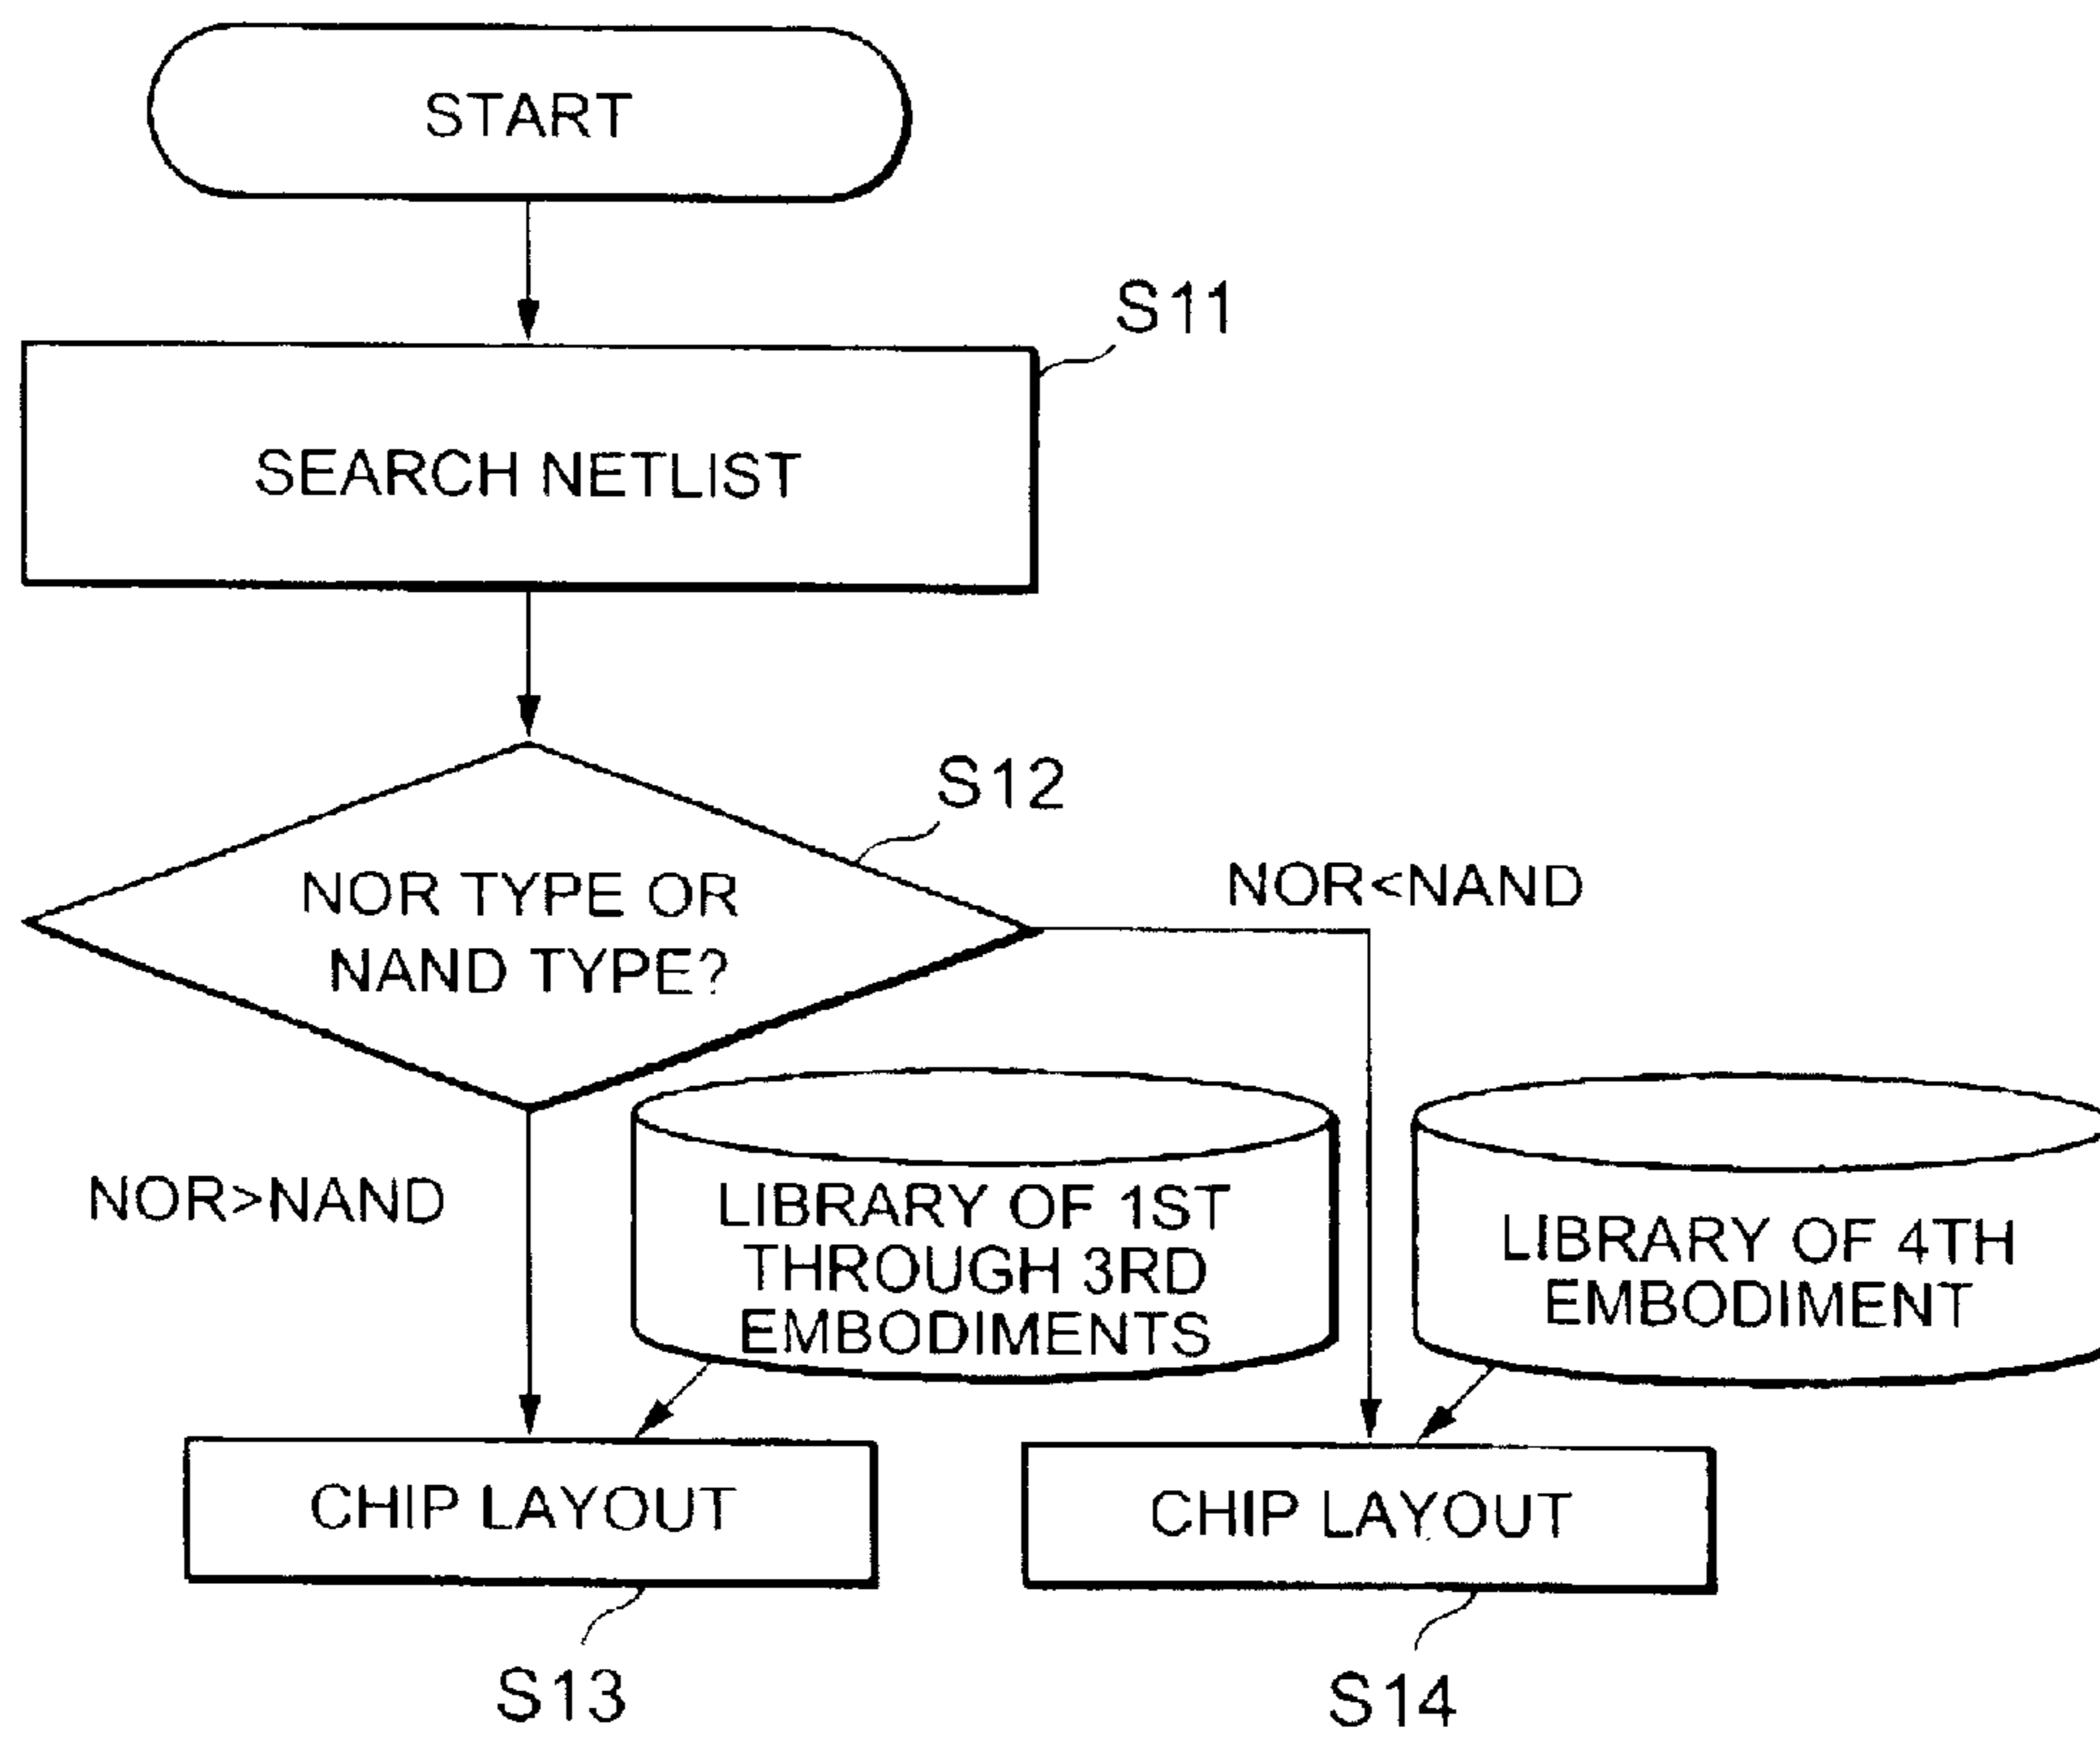 START
S11
SEARCH NETLIST
S12
NOR TYPE OR
NAND TYPE?
NOR<NAND
NOR>NAND
LIBRARY OF 1ST
THROUGH 3RD
EMBODIMENTS
LIBRARY OF 4TH
EMBODIMENT
CHIP LAYOUT
CHIP LAYOUT
S13
S14